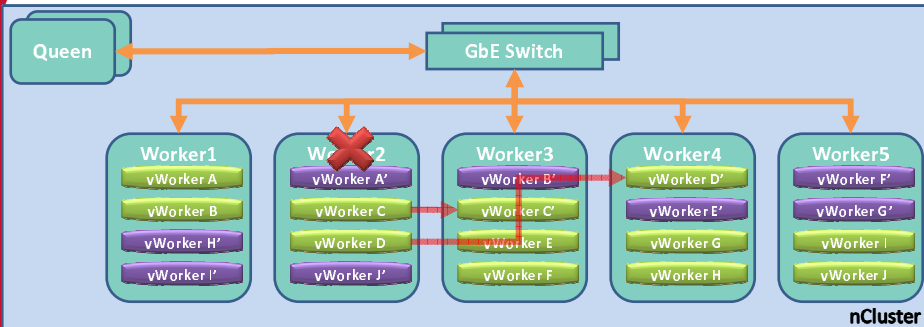 Queen
GbE Switch
Worker1
vWorker A
vWorker B
vWorker H'
vWorker I'
Worker2
vWorker A'
vWorker C
vWorker D
vWorker J'
Worker3
vWorker B'
vWorker C'
vWorker E
vWorker F
Worker4
vWorker D'
vWorker E'
vWorker G
vWorker H
Worker5
vWorker F'
vWorker G'
vWorker I
vWorker J
nCluster